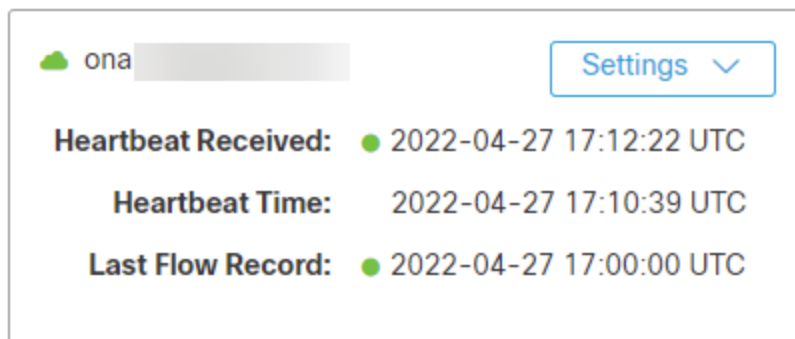 ona
Settings
Heartbeat Received: 2022-04-27 17:12:22 UTC
Heartbeat Time: 2022-04-27 17:10:39 UTC
Last Flow Record: 2022-04-27 17:00:00 UTC